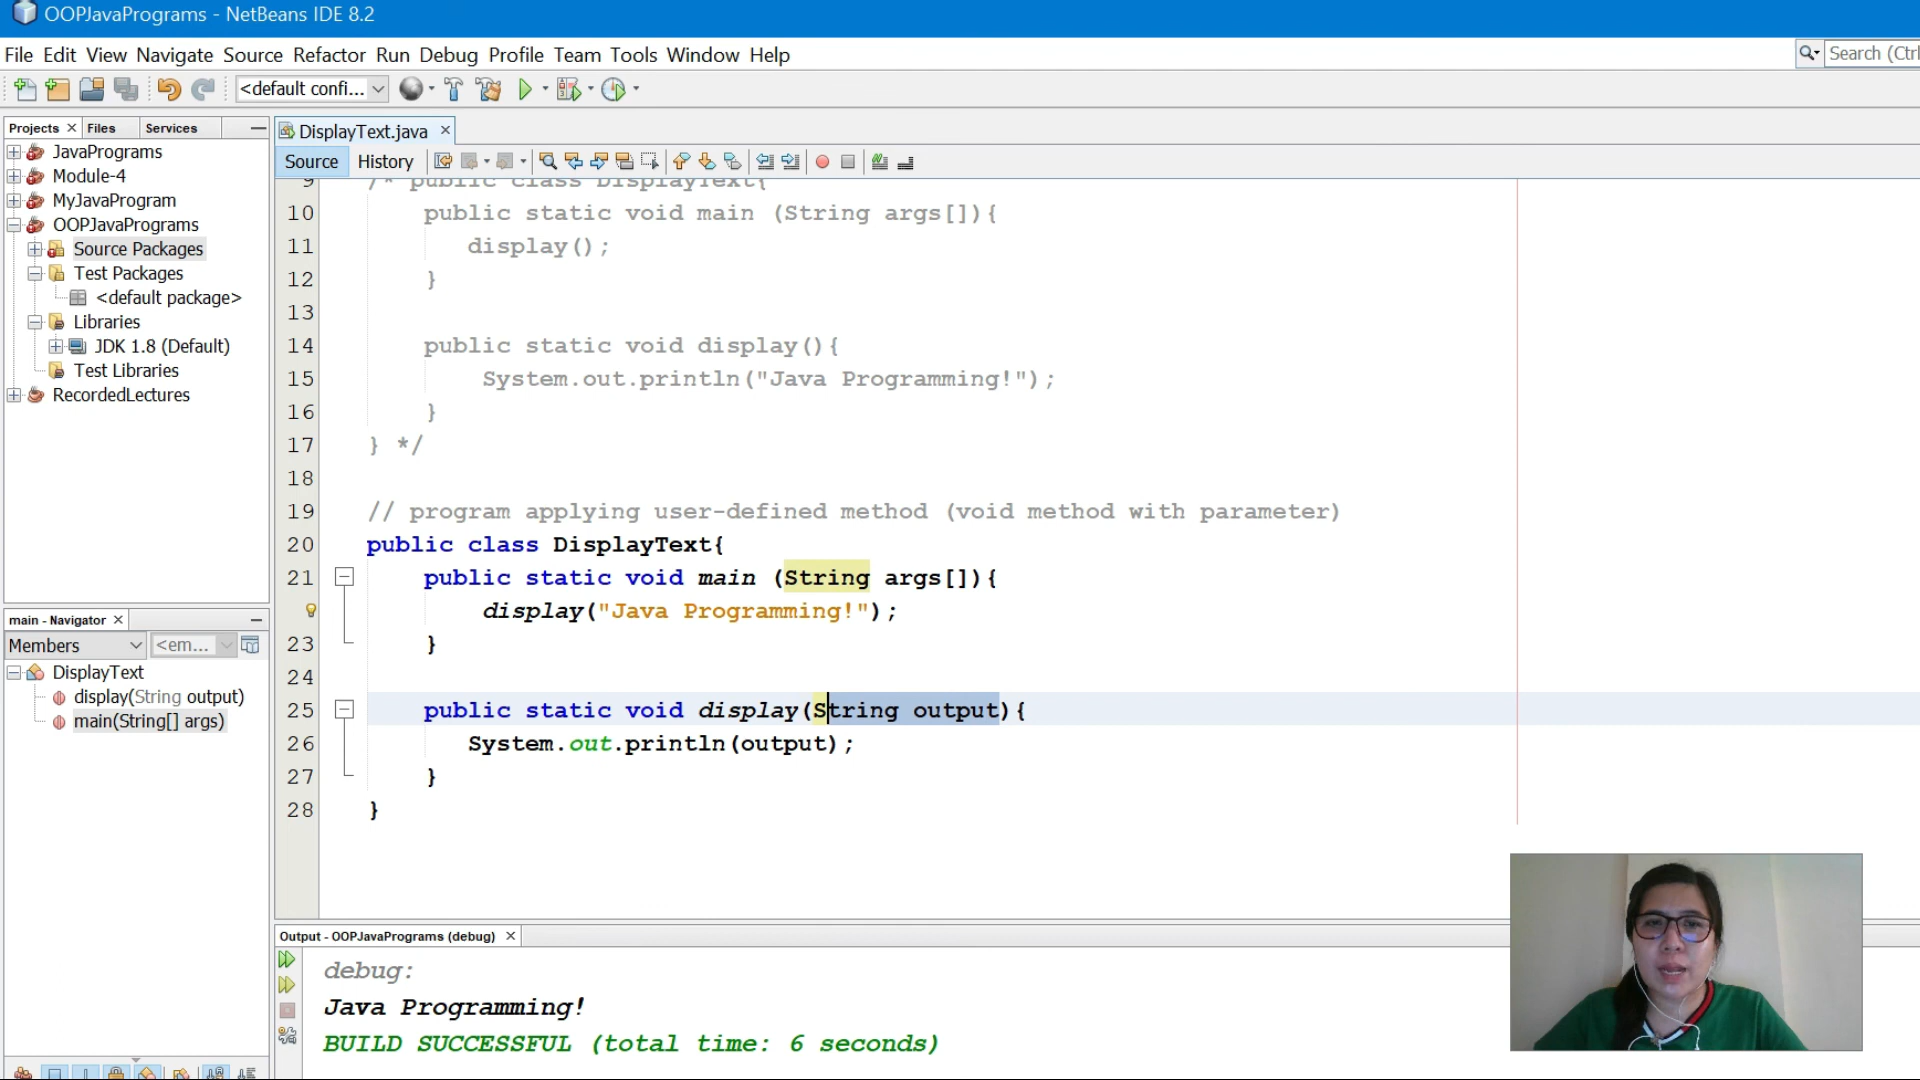 OOPJavaPrograms - NetBeans IDE 8.2
File Edit View Navigate Source Refactor Run Debug Profile Team Tools Window Help
Search (Ctrl
<default confi...
Projects Files Services
JavaPrograms
Module-4
MyJavaProgram
OOPJavaPrograms
Source Packages
Test Packages
<default package>
Libraries
JDK 1.8 (Default)
Test Libraries
RecordedLectures
main - Navigator
Members <em...
DisplayText
display(String output)
main(String[] args)
DisplayText.java
Source History
9 /* public class DisplayText{
10 public static void main (String args[]){
11 display();
12 }
13
14 public static void display(){
15 System.out.println("Java Programming!");
16 }
17 } */
18
19 // program applying user-defined method (void method with parameter)
20 public class DisplayText{
21 public static void main (String args[]){
display("Java Programming!");
23 }
24
25 public static void display(String output){
26 System.out.println(output);
27 }
28 }
Output - OOPJavaPrograms (debug)
debug:
Java Programming!
BUILD SUCCESSFUL (total time: 6 seconds)